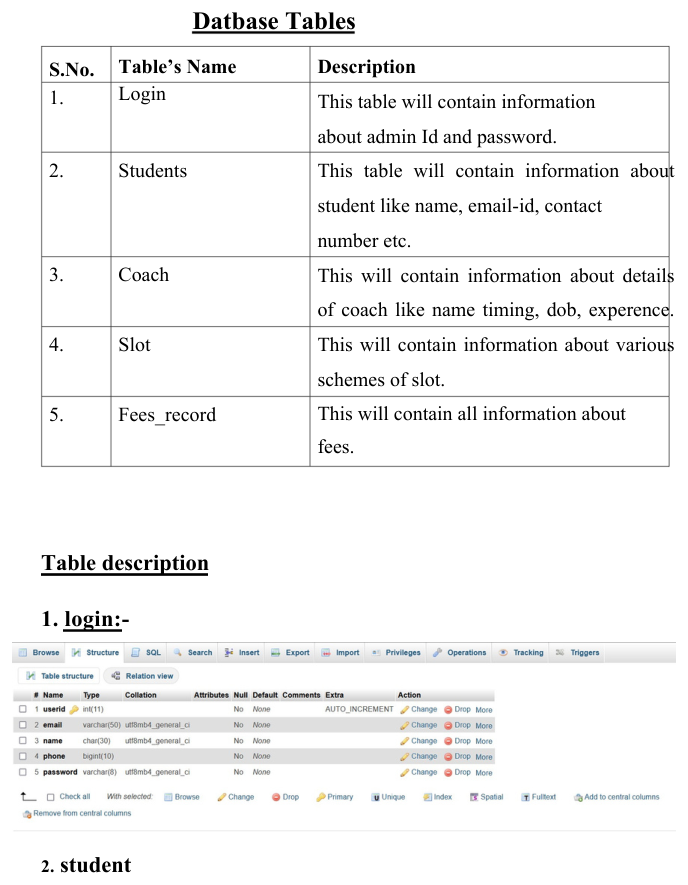 Datbase Tables
S.No. Table's Name Description
1. Login This table will contain information
about admin Id and password.
2. Students This table will contain information about
student like name, email-id, contact
number etc.
3. Coach This will contain information about details
of coach like name timing, dob, experence.
4. Slot This will contain information about various
schemes of slot.
5. Fees_record This will contain all information about
fees.
Table description
1. login:-
Browse Structure SQL Search Insert Export Import Privileges Operations Tracking Triggers
Table structure Relation view
# Name Type Collation Attributes Null Default Comments Extra Action
1 userid int(11) No None AUTO_INCREMENT Change Drop More
2 email varchar(50) utf8mb4_general_ci No None Change Drop More
3 name char(30) utf8mb4_general_ci No None Change Drop More
4 phone bigint(10) No None Change Drop More
5 password varchar(8) utf8mb4_general_ci No None Change Drop More
Check all With selected: Browse Change Drop Primary Unique Index Spatial Fulltext Add to central columns
Remove from central columns
2. student